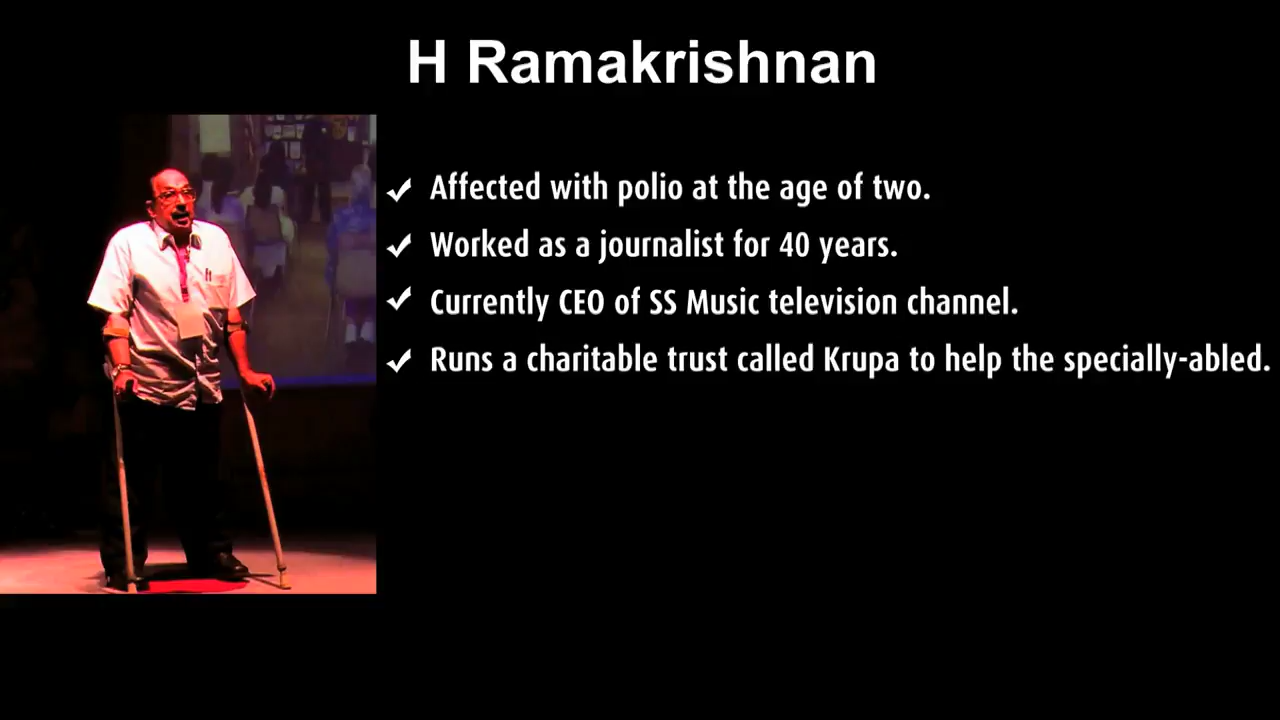 H Ramakrishnan
Affected with polio at the age of two.
Worked as a journalist for 40 years.
Currently CEO of SS Music television channel.
Runs a charitable trust called Krupa to help the specially-abled.